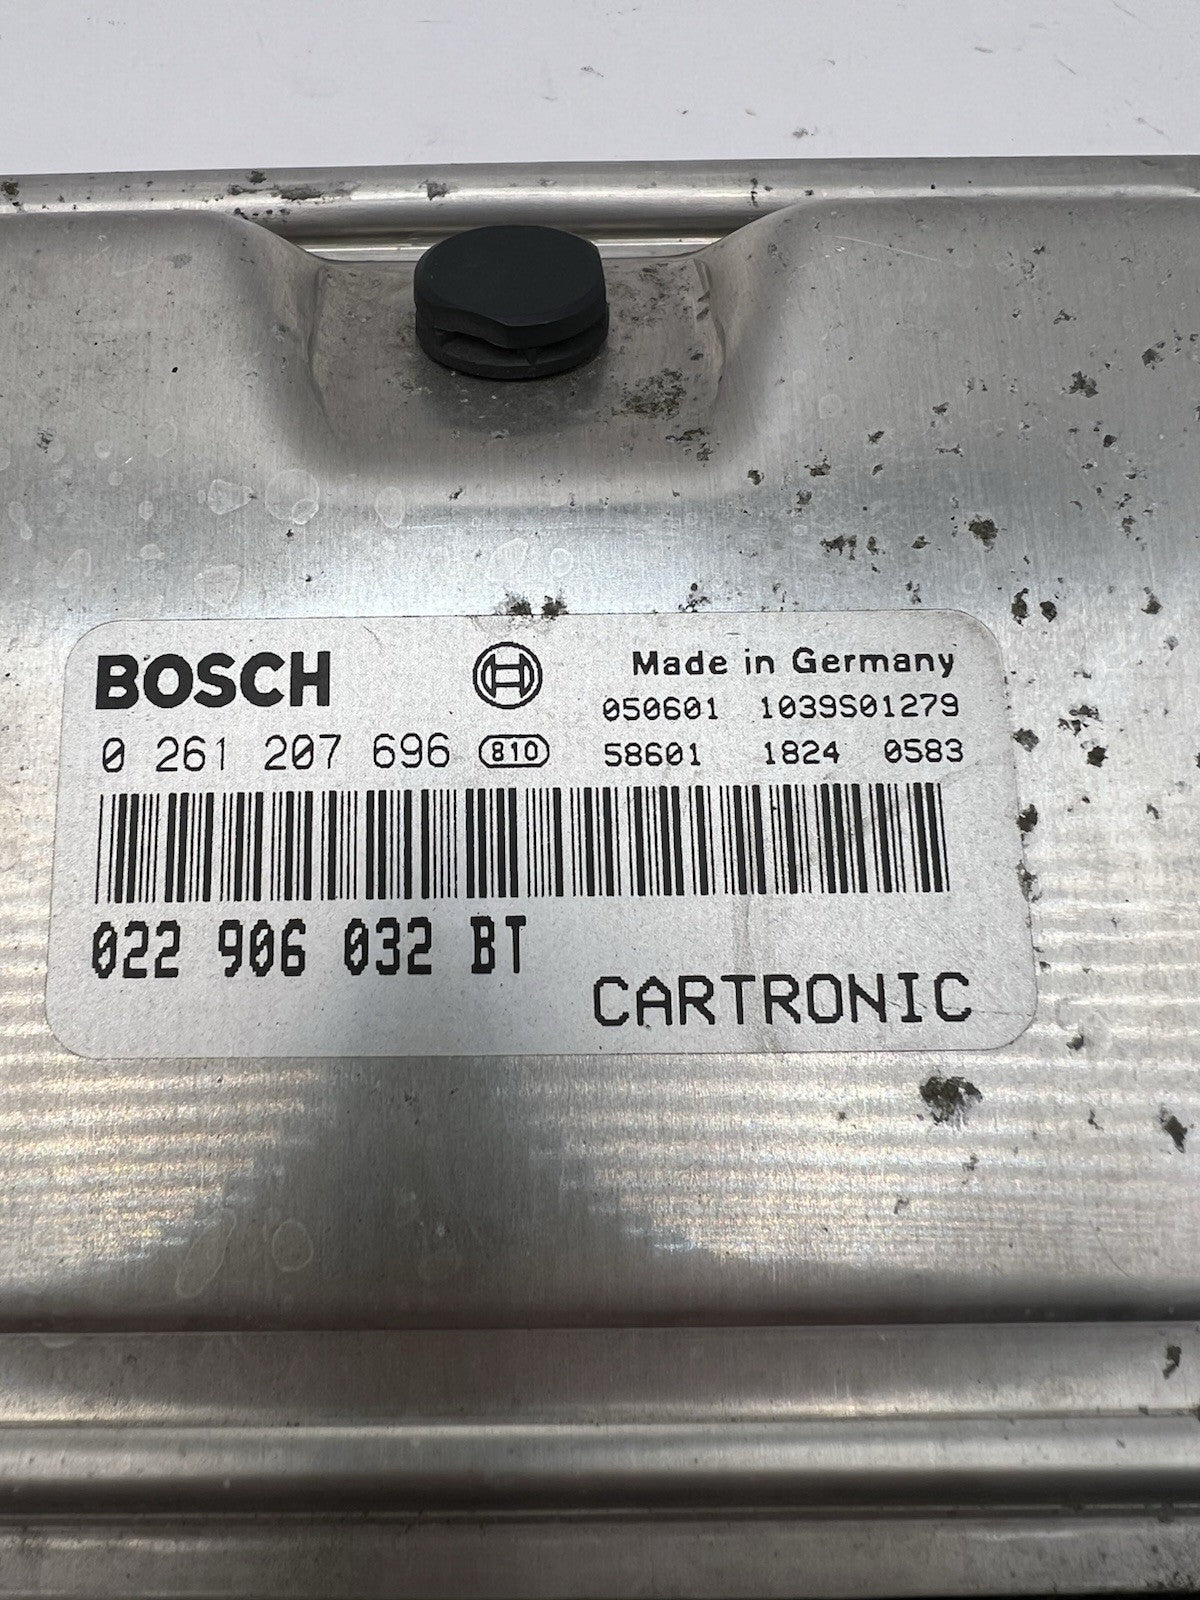 BOSCH
Made in Germany
050601 1039S01279
0 261 207 696 810
58601 1824 0583
022 906 032 BT
CARTRONIC